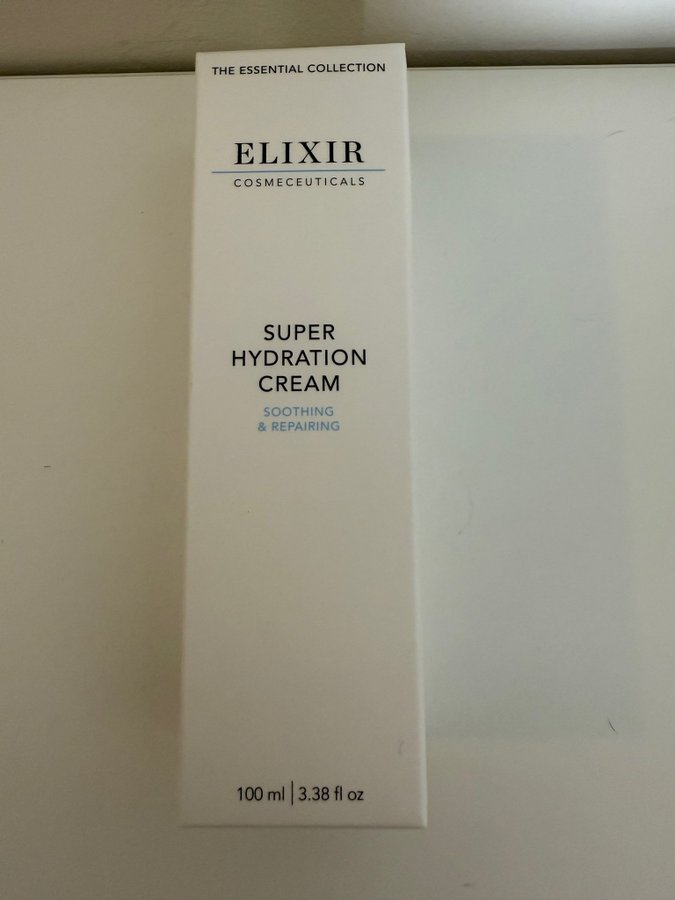 THE ESSENTIAL COLLECTION
ELIXIR
COSMECEUTICALS
SUPER
HYDRATION
CREAM
SOOTHING
& REPAIRING
100 ml | 3.38 fl oz